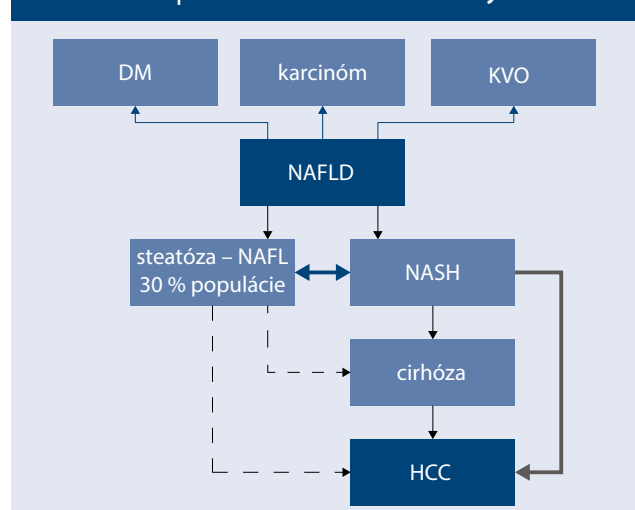 DM
karcinóm
KVO
NAFLD
steatóza – NAFL
30 % populácie
NASH
cirhóza
HCC